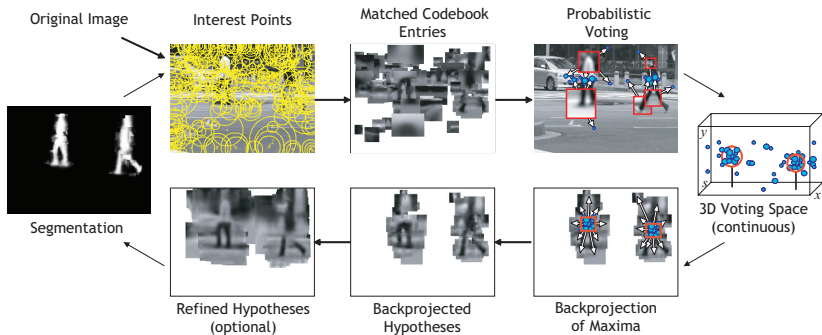 Original Image
Interest Points
Matched Codebook
Entries
Probabilistic
Voting
y
s
x
3D Voting Space
(continuous)
Segmentation
Refined Hypotheses
(optional)
Backprojected
Hypotheses
Backprojection
of Maxima